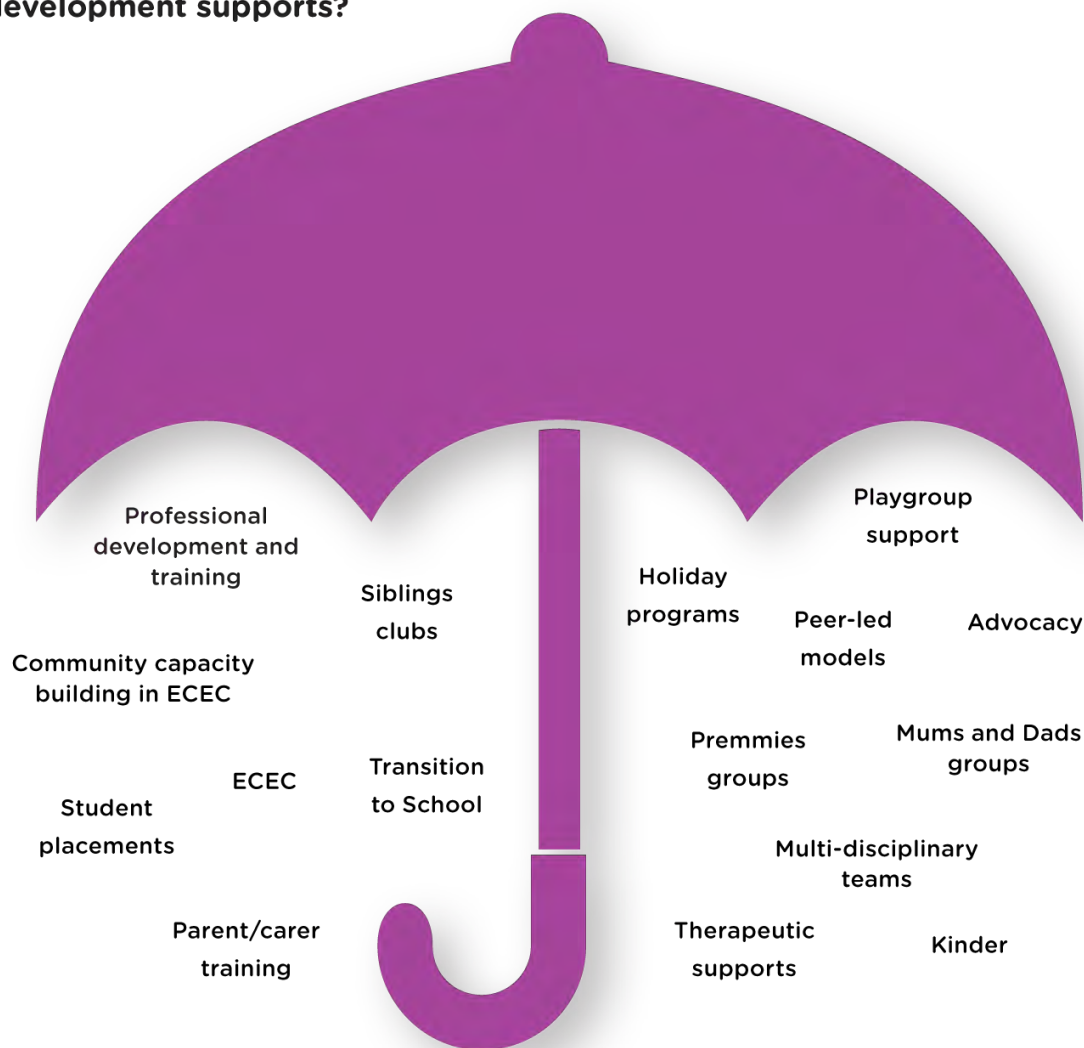 development supports?
Professional
development and
training
Siblings
clubs
Community capacity
building in ECEC
ECEC
Transition
to School
Student
placements
Parent/carer
training
Playgroup
support
Holiday
programs
Peer-led
models
Advocacy
Premmies
groups
Mums and Dads
groups
Multi-disciplinary
teams
Therapeutic
supports
Kinder